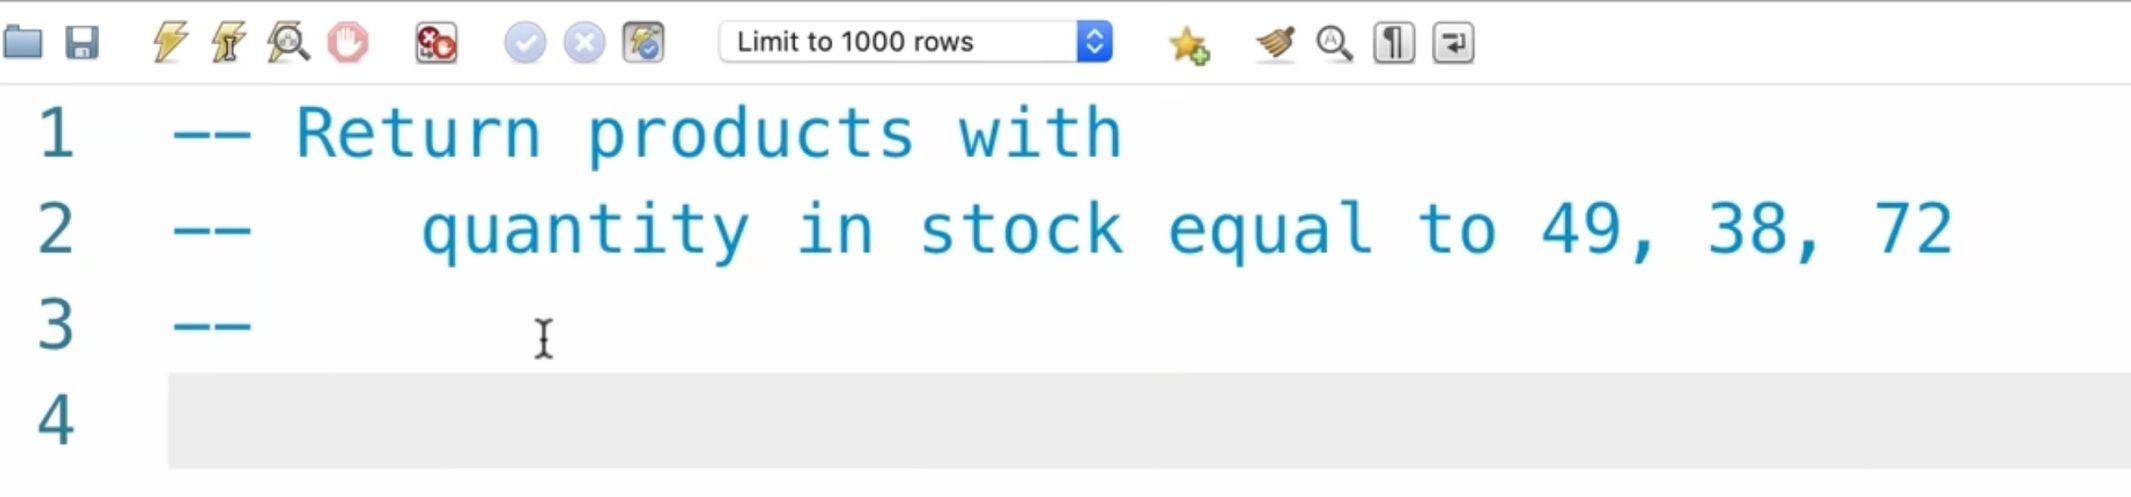 Limit to 1000 rows
1 -- Return products with
2 --    quantity in stock equal to 49, 38, 72
3 --
4